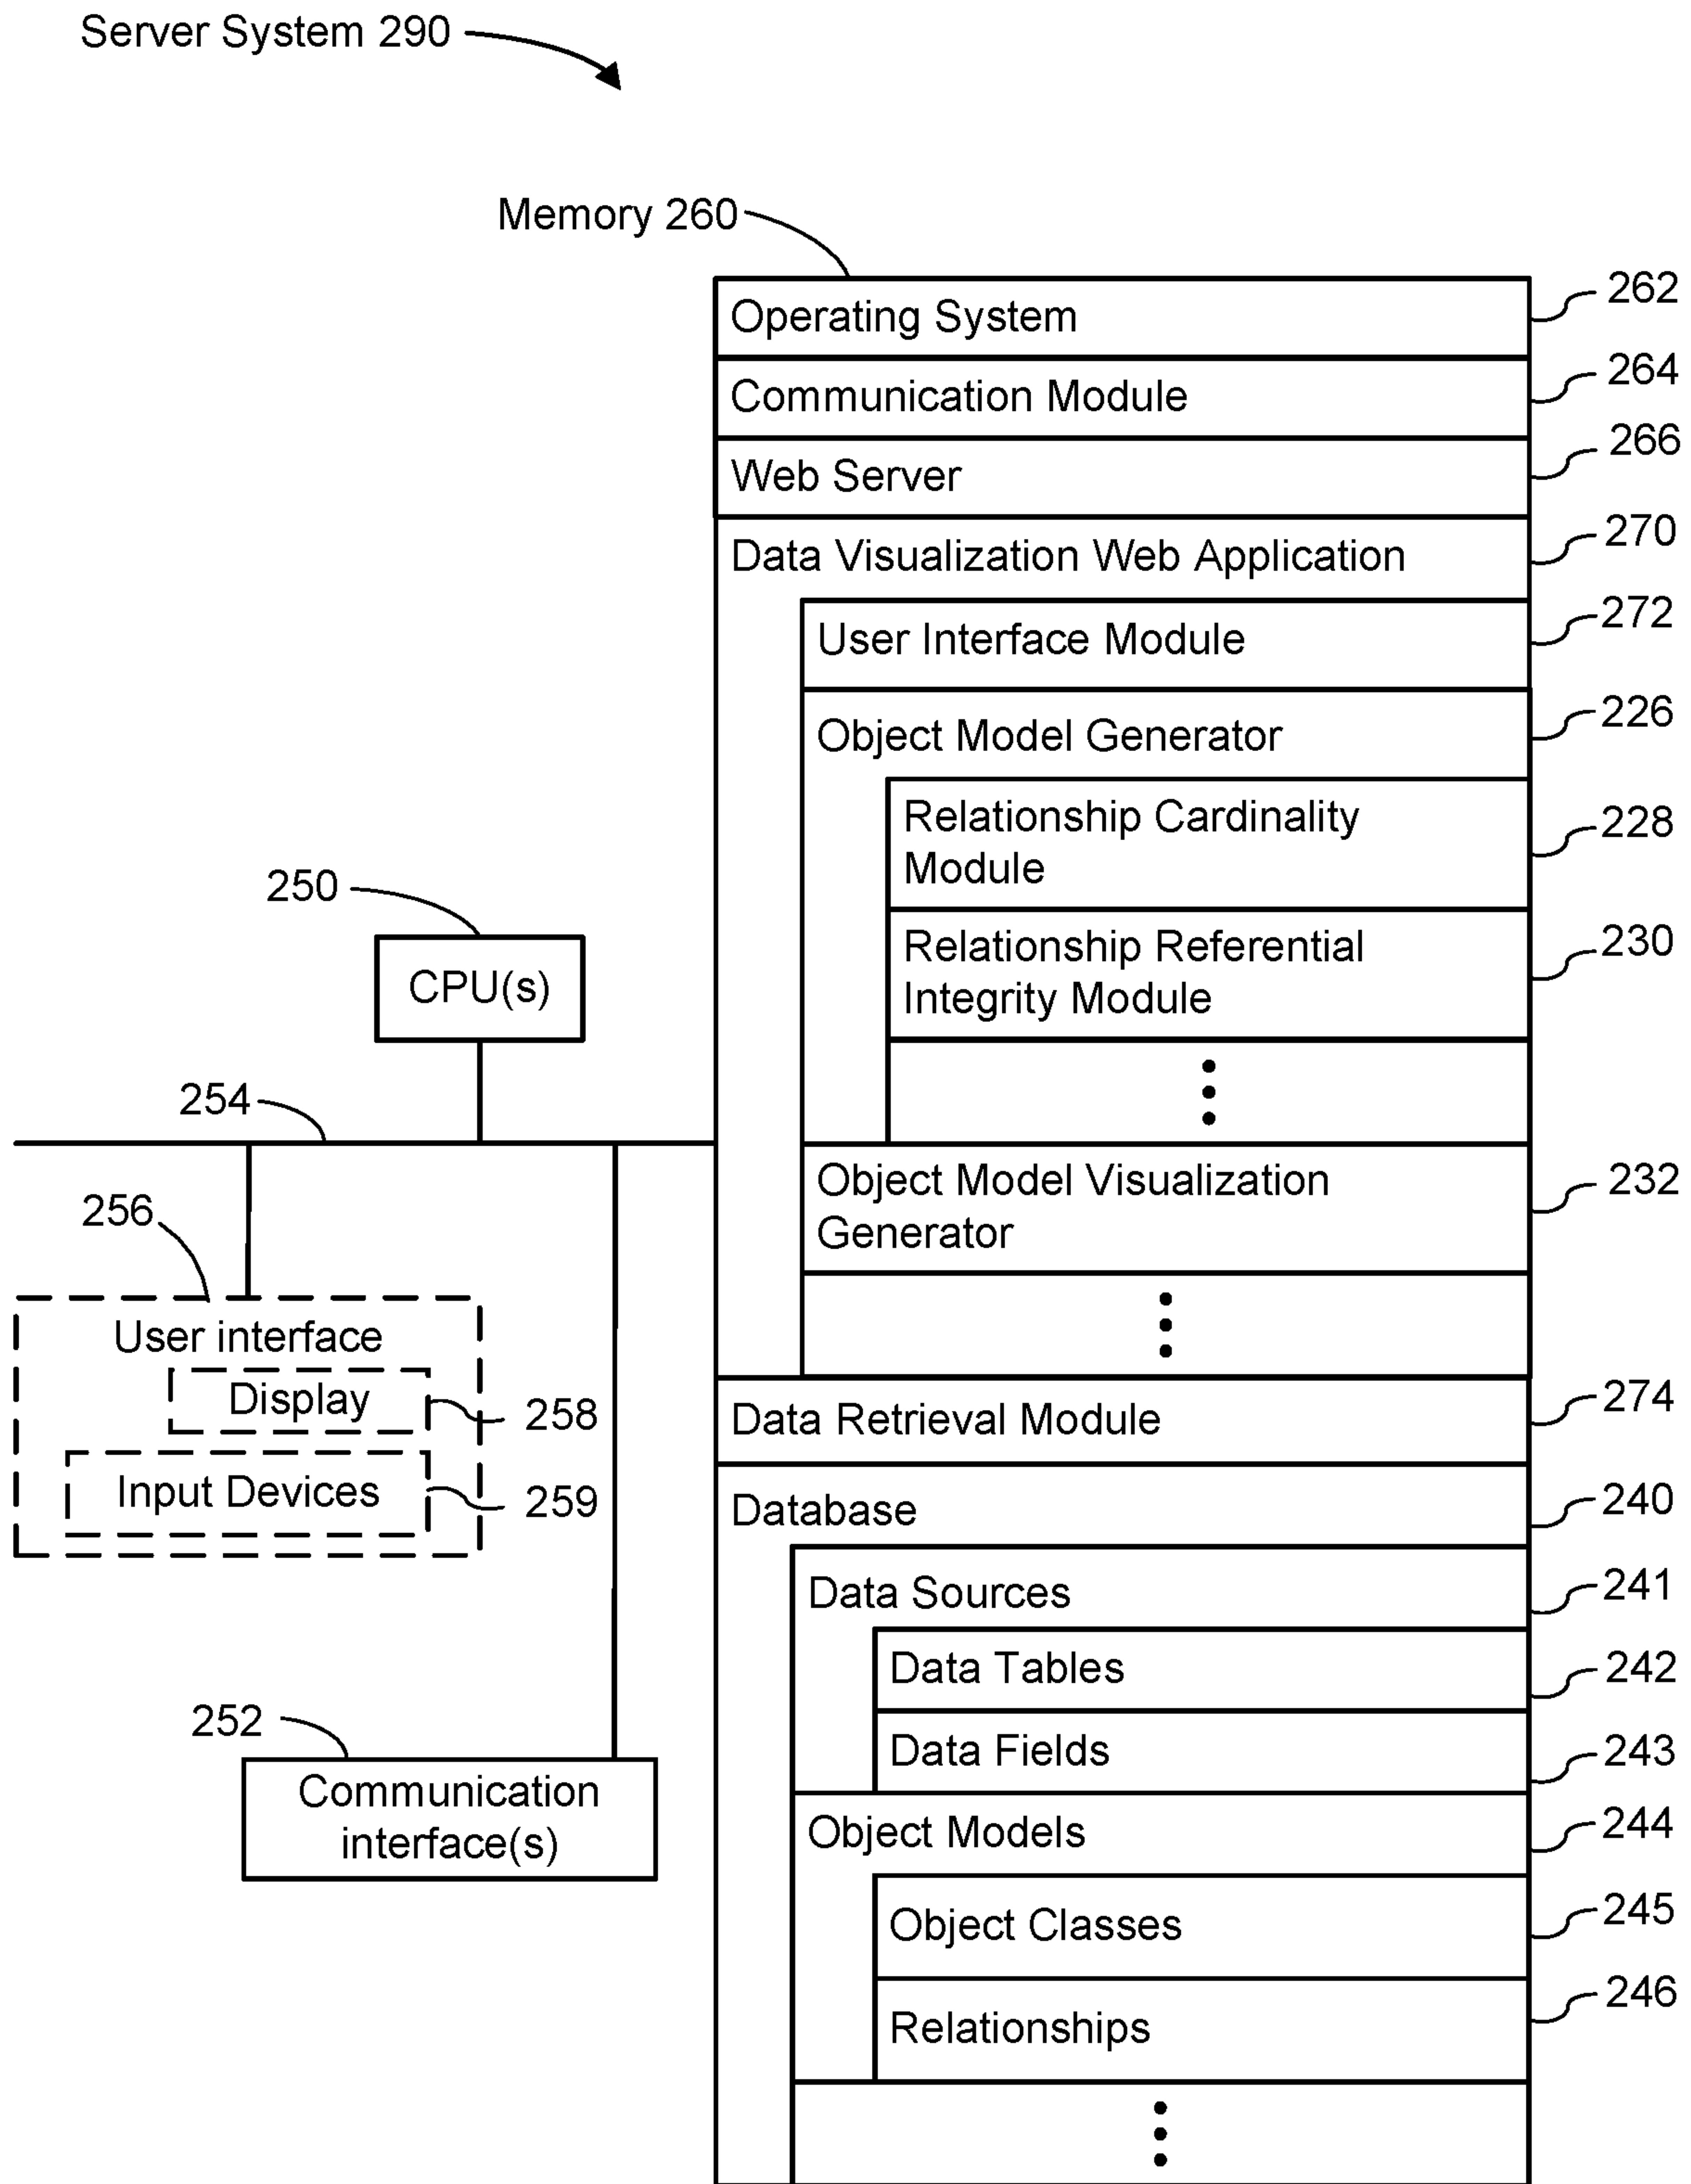 Server System 290
Memory 260
Operating System
262
Communication Module
264
Web Server
266
Data Visualization Web Application
270
User Interface Module
272
Object Model Generator
226
Relationship Cardinality
Module
228
Relationship Referential
Integrity Module
230
Object Model Visualization
Generator
232
Data Retrieval Module
274
Database
240
Data Sources
241
Data Tables
242
Data Fields
243
Object Models
244
Object Classes
245
Relationships
246
250
CPU(s)
254
256
User interface
Display
258
Input Devices
259
252
Communication
interface(s)